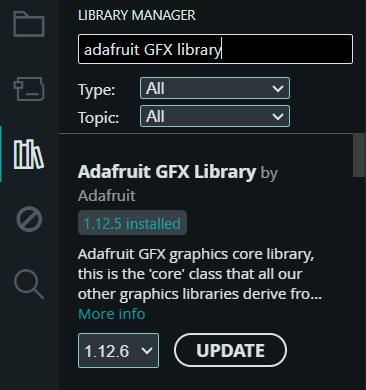 LIBRARY MANAGER
adafruit GFX library
Type: All
Topic: All
Adafruit GFX Library by
Adafruit
1.12.5 installed
Adafruit GFX graphics core library,
this is the 'core' class that all our
other graphics libraries derive fro...
More info
1.12.6 UPDATE